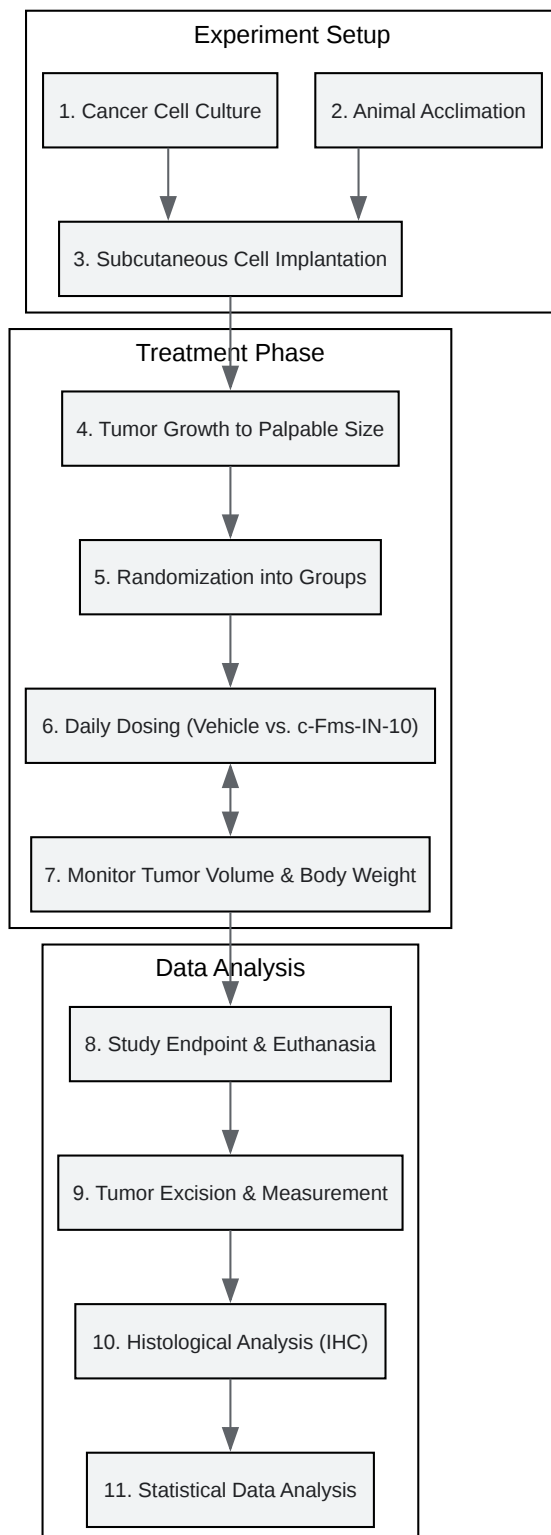 Experiment Setup
1. Cancer Cell Culture
2. Animal Acclimation
3. Subcutaneous Cell Implantation
Treatment Phase
4. Tumor Growth to Palpable Size
5. Randomization into Groups
6. Daily Dosing (Vehicle vs. c-Fms-IN-10)
7. Monitor Tumor Volume & Body Weight
Data Analysis
8. Study Endpoint & Euthanasia
9. Tumor Excision & Measurement
10. Histological Analysis (IHC)
11. Statistical Data Analysis